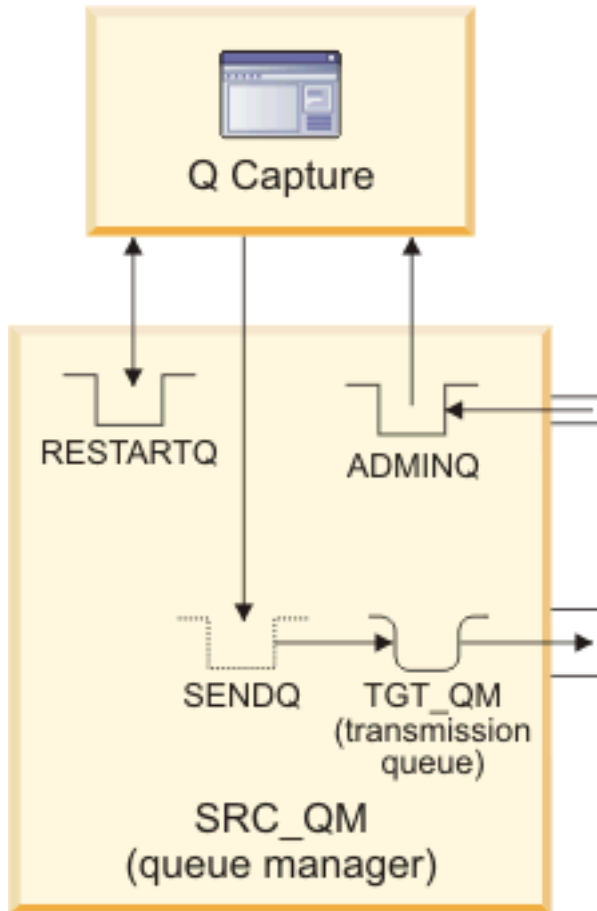 Q Capture
RESTARTQ
ADMINQ
SENDQ
TGT_QM
(transmission
queue)
SRC_QM
(queue manager)